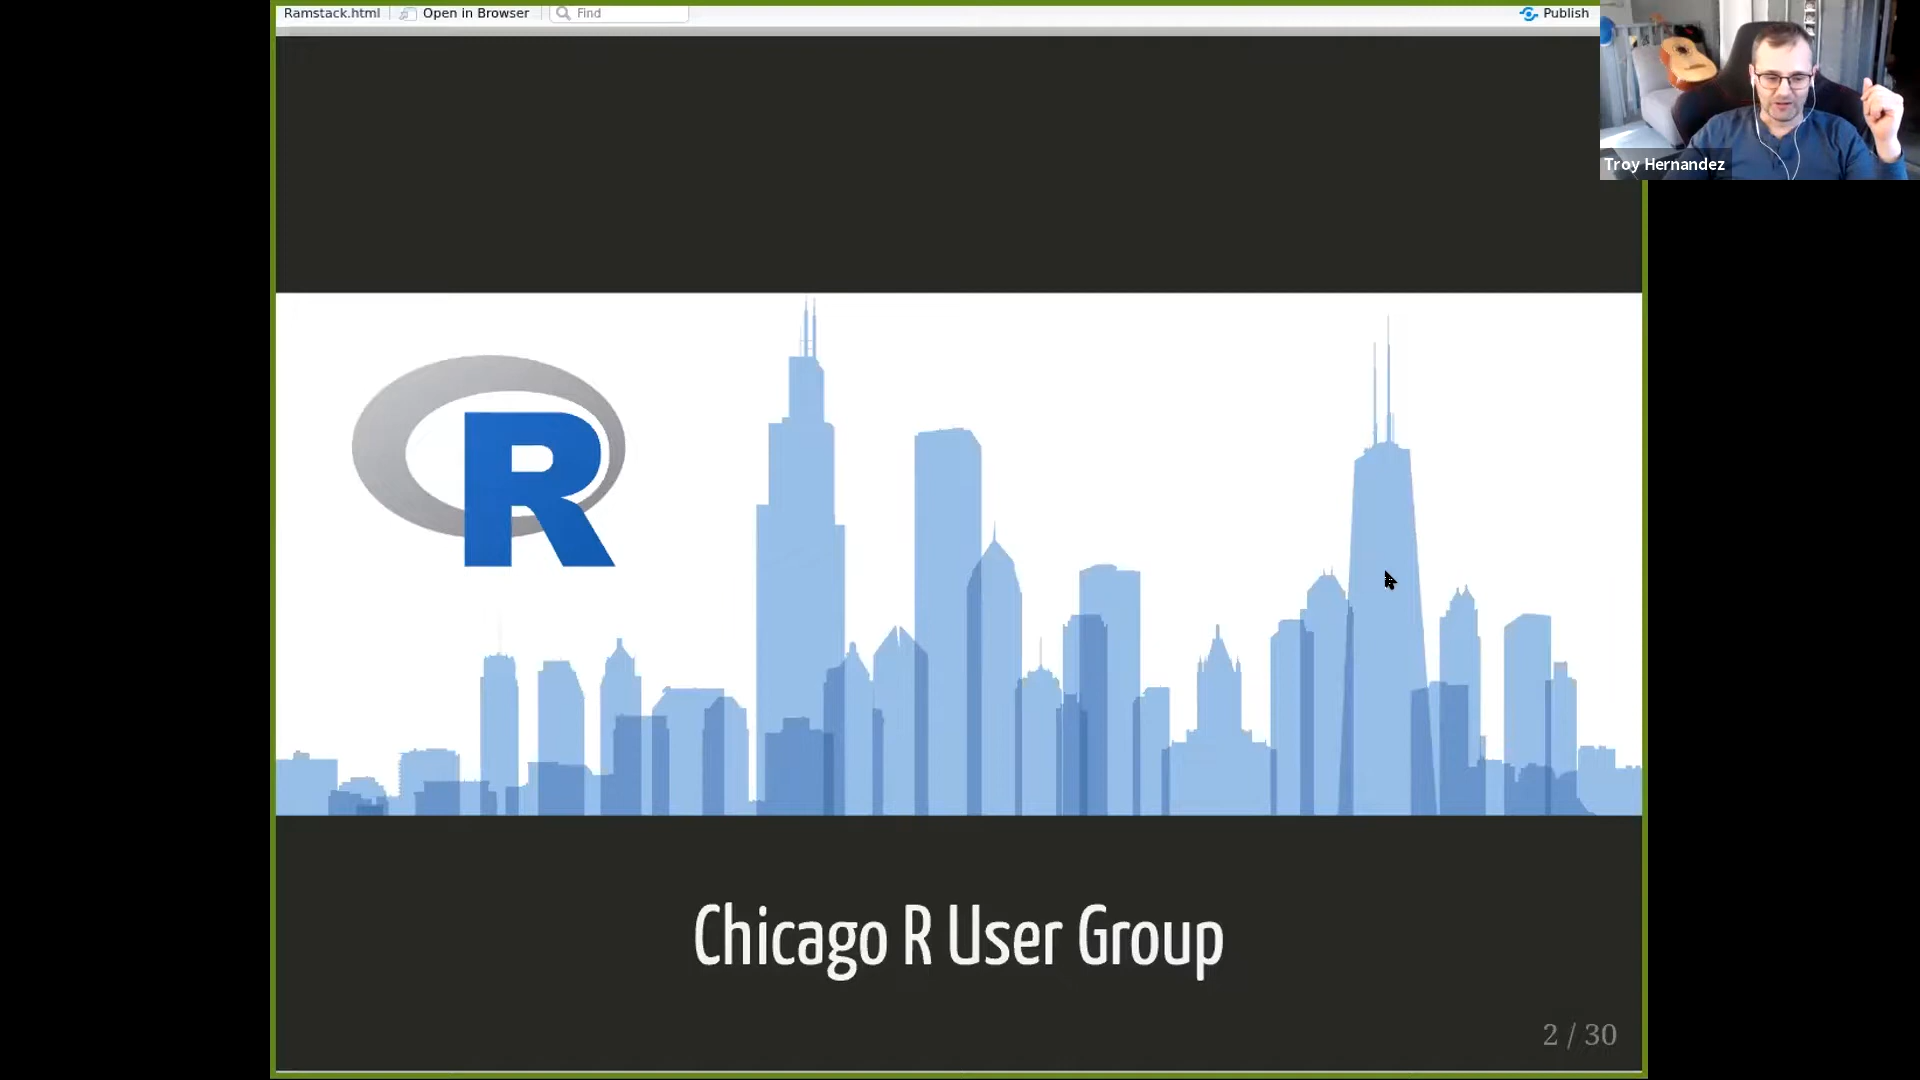 Ramstack.html
Open in Browser
Find
Publish
Troy Hernandez
R
Chicago R User Group
2 / 30